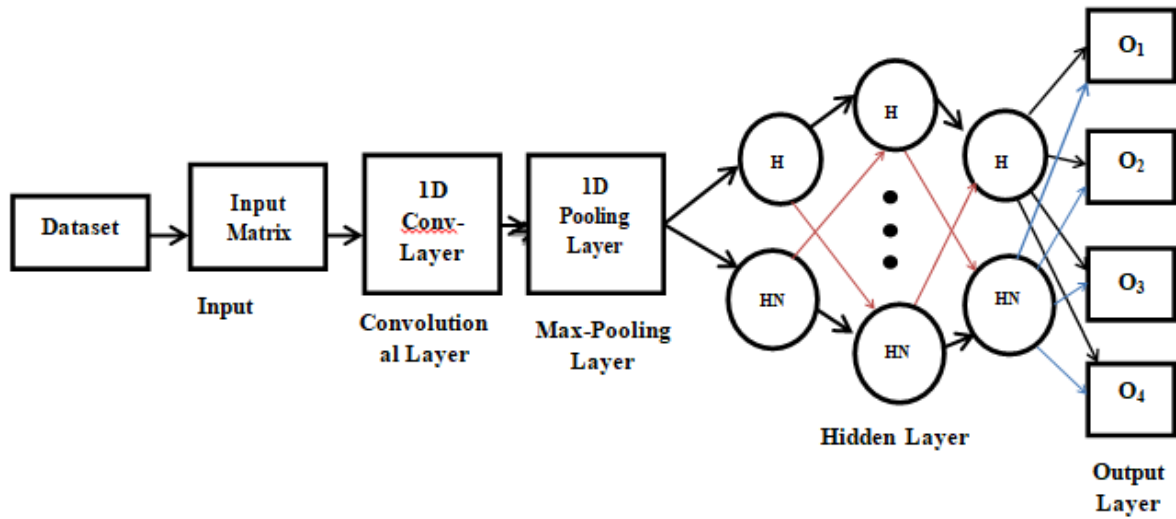 Dataset
Input
Matrix
Input
1D
Conv-
Layer
Convolution
al Layer
1D
Pooling
Layer
Max-Pooling
Layer
H
HN
H
HN
H
HN
Hidden Layer
O₁
O₂
O₃
O₄
Output
Layer